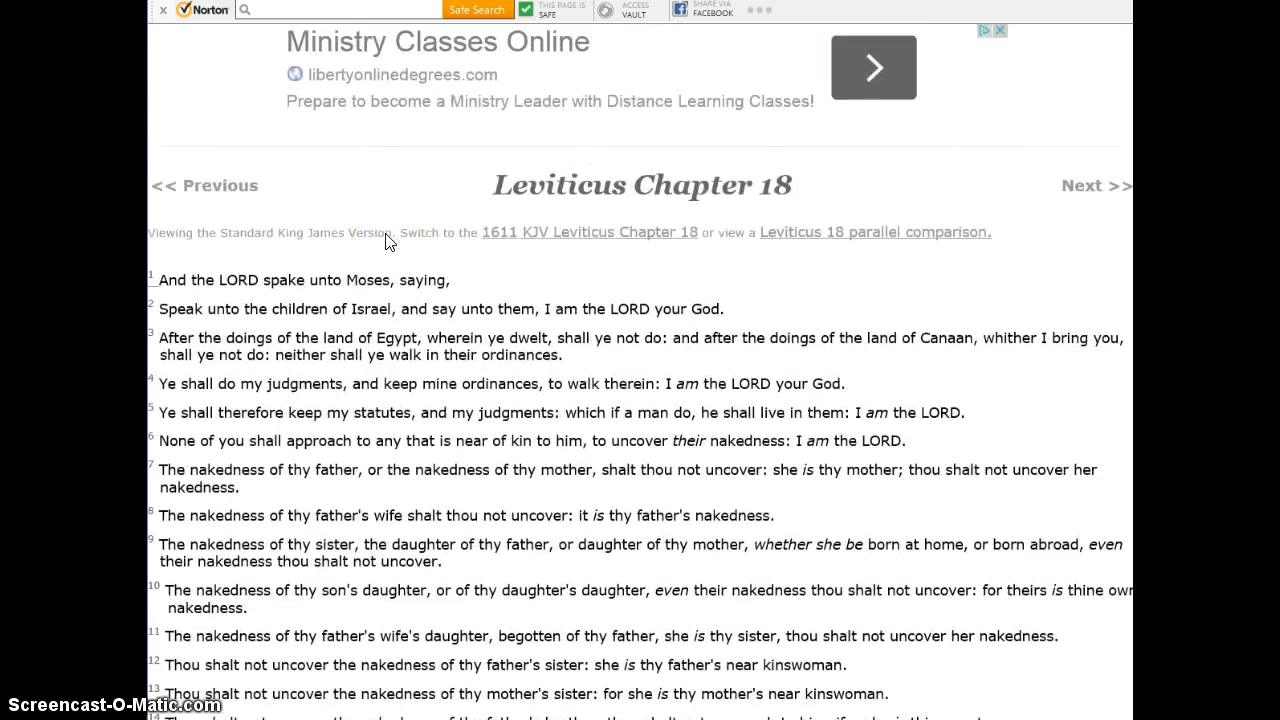 × Norton Safe Search THIS PAGE IS SAFE ACCESS VAULT SHARE VIA FACEBOOK
Ministry Classes Online
libertyonlinedegrees.com
Prepare to become a Ministry Leader with Distance Learning Classes!
<< Previous Leviticus Chapter 18 Next >>
Viewing the Standard King James Version. Switch to the 1611 KJV Leviticus Chapter 18 or view a Leviticus 18 parallel comparison.
1 And the LORD spake unto Moses, saying,
2 Speak unto the children of Israel, and say unto them, I am the LORD your God.
3 After the doings of the land of Egypt, wherein ye dwelt, shall ye not do: and after the doings of the land of Canaan, whither I bring you,
shall ye not do: neither shall ye walk in their ordinances.
4 Ye shall do my judgments, and keep mine ordinances, to walk therein: I am the LORD your God.
5 Ye shall therefore keep my statutes, and my judgments: which if a man do, he shall live in them: I am the LORD.
6 None of you shall approach to any that is near of kin to him, to uncover their nakedness: I am the LORD.
7 The nakedness of thy father, or the nakedness of thy mother, shalt thou not uncover: she is thy mother; thou shalt not uncover her
nakedness.
8 The nakedness of thy father's wife shalt thou not uncover: it is thy father's nakedness.
9 The nakedness of thy sister, the daughter of thy father, or daughter of thy mother, whether she be born at home, or born abroad, even
their nakedness thou shalt not uncover.
10 The nakedness of thy son's daughter, or of thy daughter's daughter, even their nakedness thou shalt not uncover: for theirs is thine own
nakedness.
11 The nakedness of thy father's wife's daughter, begotten of thy father, she is thy sister, thou shalt not uncover her nakedness.
12 Thou shalt not uncover the nakedness of thy father's sister: she is thy father's near kinswoman.
13 Thou shalt not uncover the nakedness of thy mother's sister: for she is thy mother's near kinswoman.
Screencast-O-Matic.com